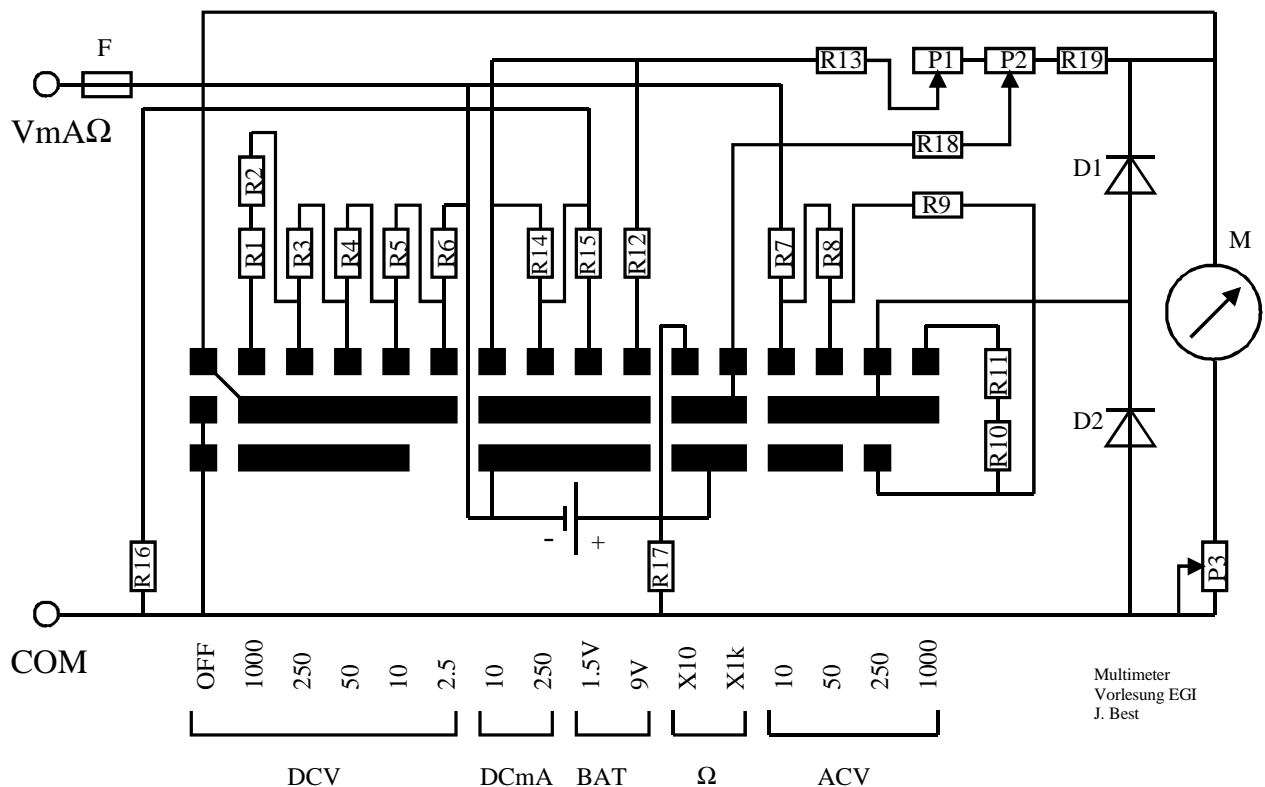 F
VmAΩ
R13
P1
P2
R19
R18
R2
D1
R9
R1
R3
R4
R5
R6
R14
R15
R12
R7
R8
M
R11
R10
D2
- +
R16
R17
P3
COM
OFF
1000
250
50
10
2.5
10
250
1.5V
9V
X10
X1k
10
50
250
1000
DCV
DCmA
BAT
Ω
ACV
Multimeter
Vorlesung EGI
J. Best